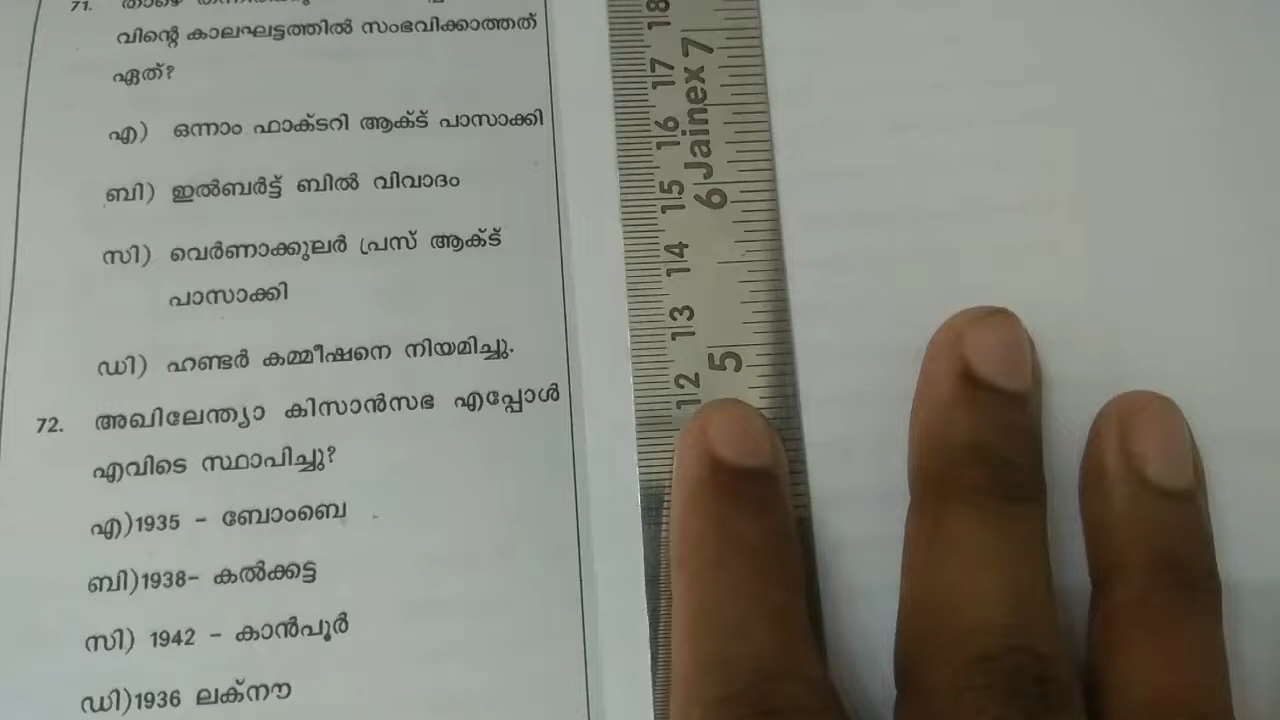 71. താഴെ
വിന്റെ കാലഘട്ടത്തിൽ സംഭവിക്കാത്തത്
ഏത്?
എ) ഒന്നാം ഫാക്ടറി ആക്ട് പാസാക്കി
ബി) ഇൽബർട്ട് ബിൽ വിവാദം
സി) വെർണാക്കുലർ പ്രസ് ആക്ട്
പാസാക്കി
ഡി) ഹണ്ടർ കമ്മീഷനെ നിയമിച്ചു.
72. അഖിലേന്ത്യാ കിസാൻസഭ എപ്പോൾ
എവിടെ സ്ഥാപിച്ചു?
എ)1935 - ബോംബെ
ബി)1938- കൽക്കട്ട
സി) 1942 - കാൻപൂർ
ഡി)1936 ലക്നൗ
18 17 16 15 14 13 12
7 Jainex 6 5